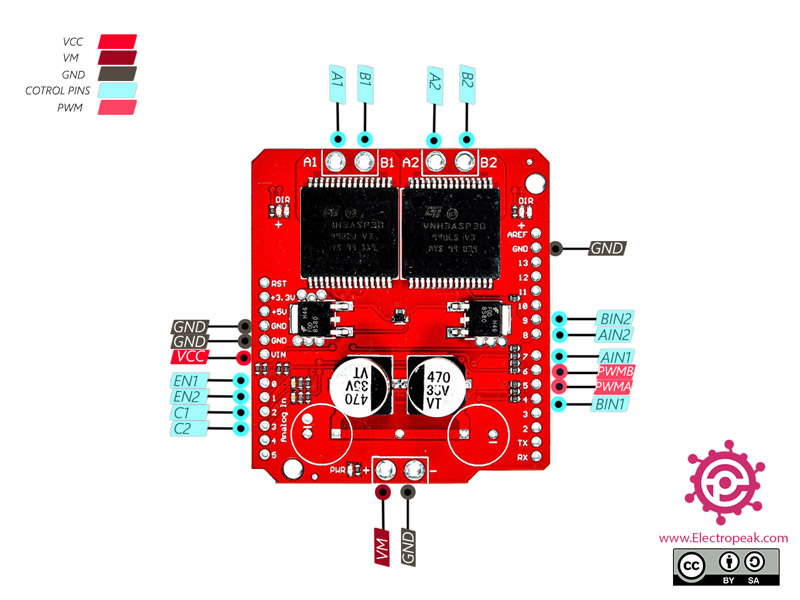 VCC
VM
GND
COTROL PINS
PWM
A1
B1
A2
B2
A1
B1
A2
B2
DIR
+
DIR
+
VNH3ASP30
AREF
GND
13
12
11
10
9
8
7
6
5
4
3
2
TX
RX
GND
BIN2
AIN2
AIN1
PWMB
PWMA
BIN1
RST
+3.3V
+5V
GND
GND
VIN
0
1
2
3
4
5
Analog In
GND
GND
VCC
EN1
EN2
C1
C2
470
35V
VT
470
35V
VT
PWR
+
-
VM
GND
www.Electropeak.com
cc
BY SA